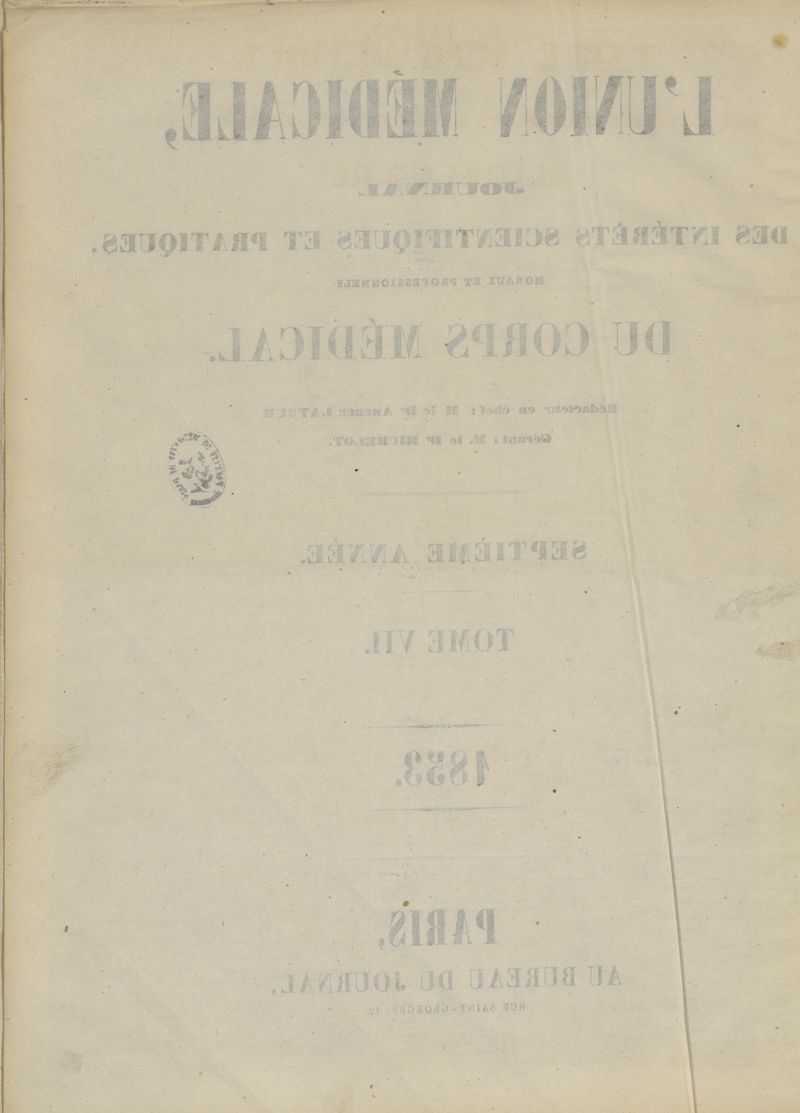 L'UNION MÉDICALE,
JOURNAL
DES INTÉRÊTS SCIENTIFIQUES ET PRATIQUES.
MORAUX ET PROFESSIONNELS
DU CORPS MÉDICAL.
Rédacteur en chef : M le Dr AMÉDÉE LATOUR
Gérant : M. le Dr RICHELOT.
SEPTIÈME ANNÉE.
TOME VII.
1853.
PARIS,
AU BUREAU DU JOURNAL.
RUE SAINT-GEORGES, 12.